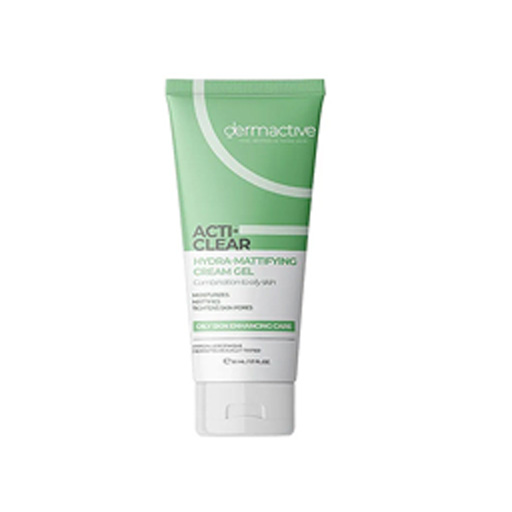 dermactive
ACTI-
CLEAR
HYDRA-MATTIFYING
CREAM GEL
Combination to oily skin
MOISTURIZES
MATTIFIES
TIGHTENS SKIN PORES
OILY SKIN ENHANCING CARE